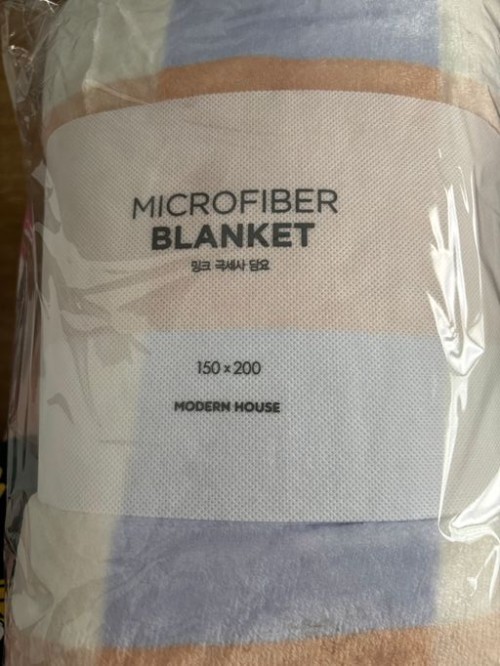 MICROFIBER
BLANKET
밍크 극세사 담요
150 x 200
MODERN HOUSE